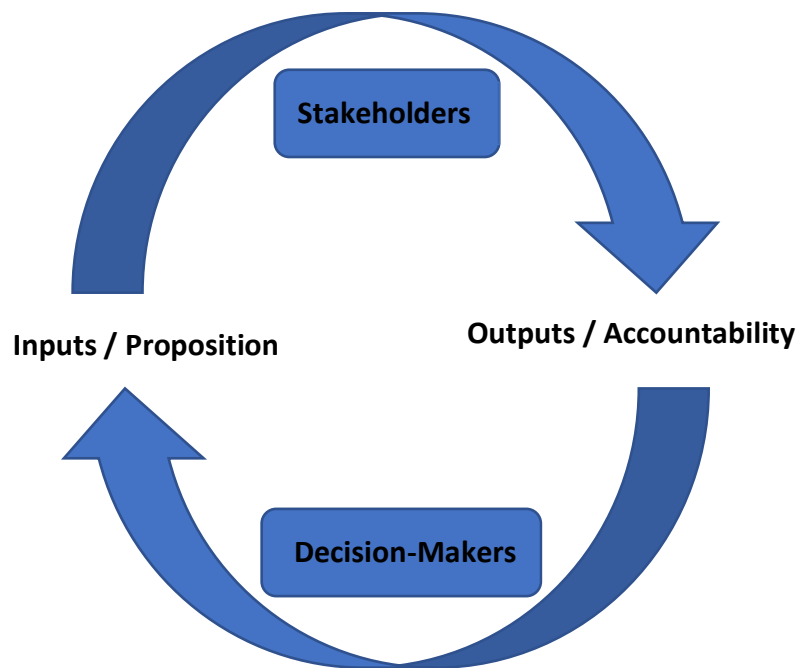 Stakeholders
Inputs / Proposition
Outputs / Accountability
Decision-Makers